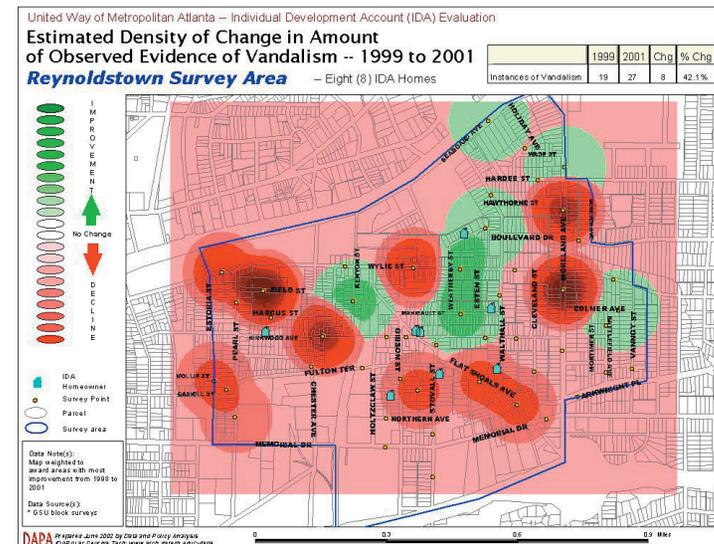 United Way of Metropolitan Atlanta – Individual Development Account (IDA) Evaluation
Estimated Density of Change in Amount
of Observed Evidence of Vandalism -- 1999 to 2001
Reynoldstown Survey Area – Eight (8) IDA Homes
1999 2001 Chg % Chg
Instances of Vandalism 19 27 8 42.1%
IMPROVEMENT
No Change
DECLINE
IDA
Homeowner
Survey Point
Parcel
Survey area
Data Note(s):
Map weighted to
award areas with most
improvement from 1998 to
2001
Data Source(s):
* GSU block surveys
SEABOARD AVE
HOLIDAY AVE
WADE ST
HARDEE ST
HAWTHORNE ST
BOULVARD DR
MORELAND AVE
KENYON ST
WYLIE ST
WEATHERBY ST
ESTEN ST
CLEVELAND ST
FIELD ST
ESTORIA ST
MARCUS ST
PEARL ST
KIRKWOOD AVE
GIBSON ST
WALTHALL ST
MORTIMER ST
VANNOY ST
FULTON TER
CHESTER AVE
HOLTZCLAW ST
STOVALL ST
FLAT SHOALS AVE
ARKWRIGHT PL
GASKILL ST
NORTHERN AVE
MEMORIAL DR
MEMORIAL DR
DAPA Prepared June 2002 by Data and Policy Analysis
0 0.3 0.6 0.9 Miles